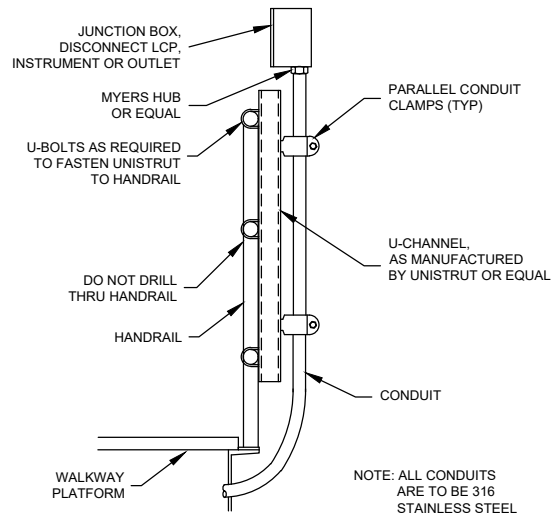 JUNCTION BOX,
DISCONNECT LCP,
INSTRUMENT OR OUTLET
MYERS HUB
OR EQUAL
PARALLEL CONDUIT
CLAMPS (TYP)
U-BOLTS AS REQUIRED
TO FASTEN UNISTRUT
TO HANDRAIL
U-CHANNEL,
AS MANUFACTURED
BY UNISTRUT OR EQUAL
DO NOT DRILL
THRU HANDRAIL
HANDRAIL
CONDUIT
WALKWAY
PLATFORM
NOTE: ALL CONDUITS
ARE TO BE 316
STAINLESS STEEL